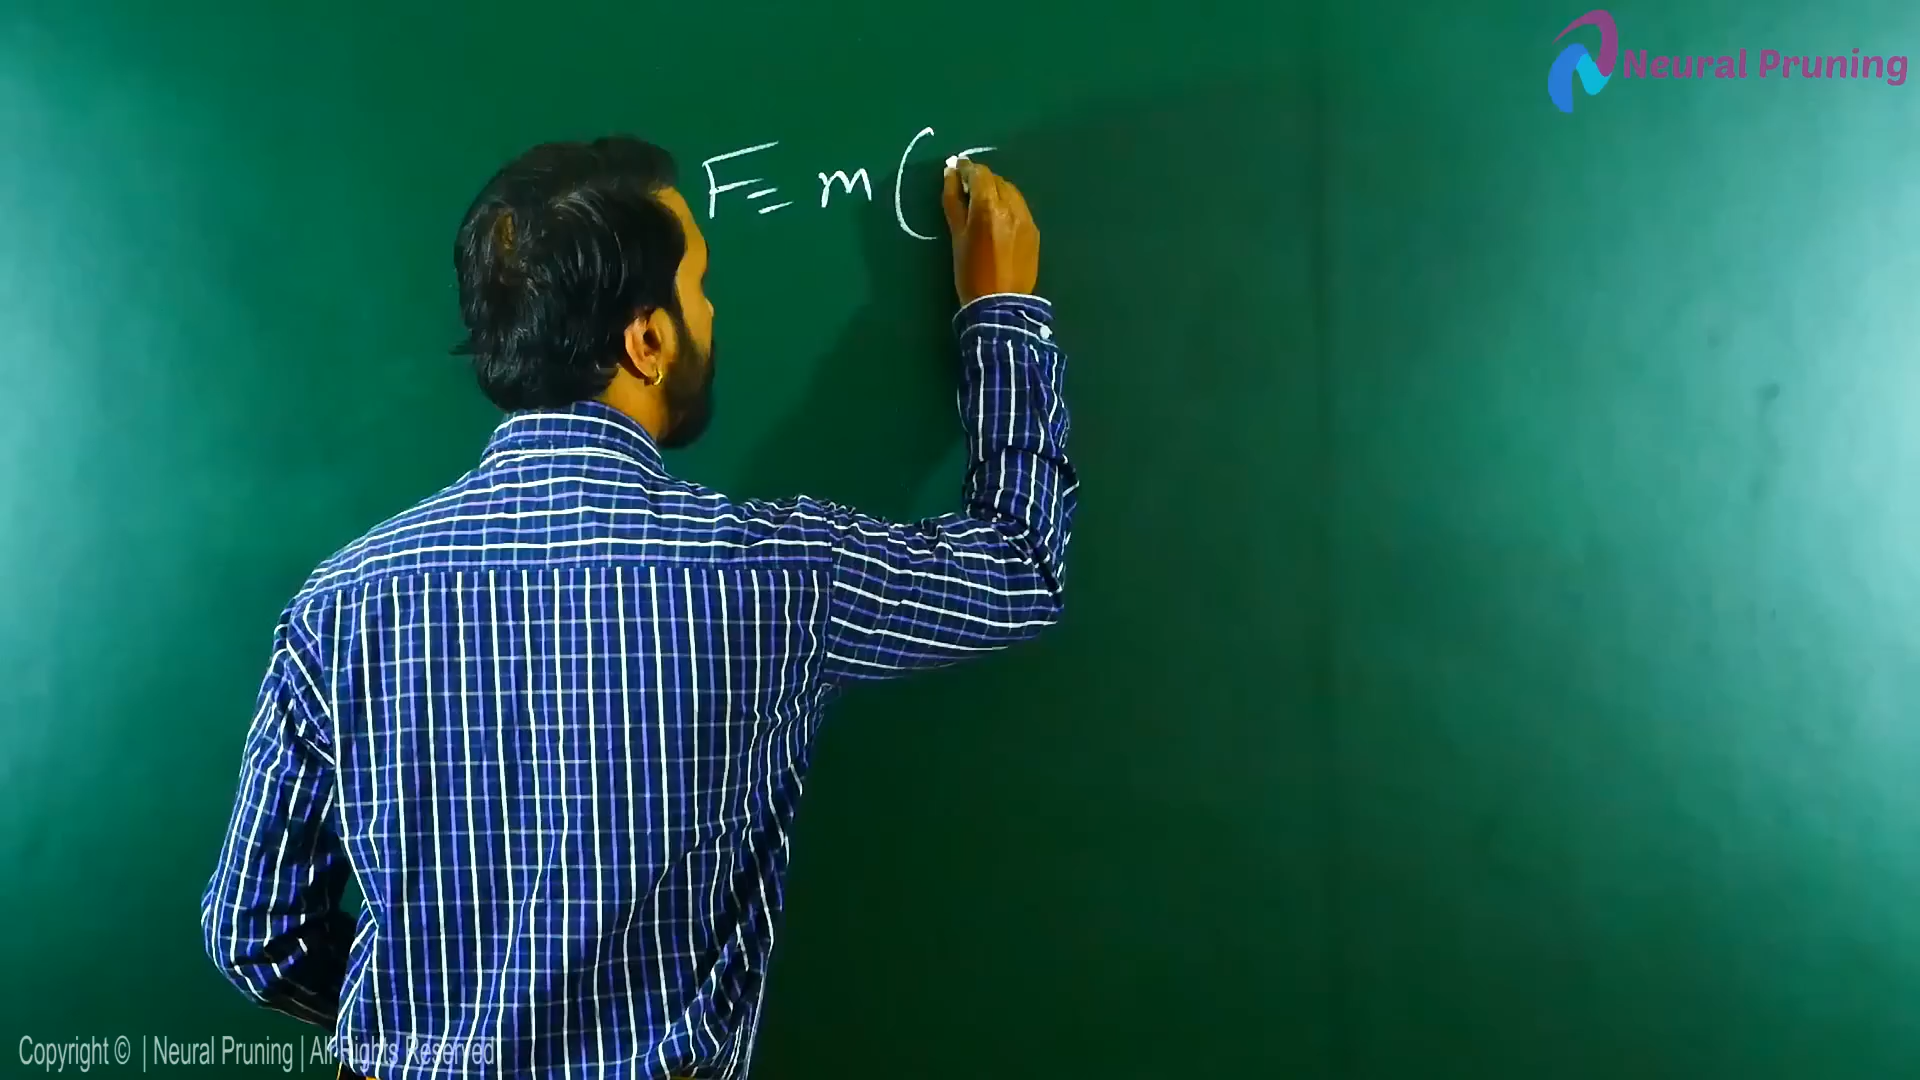 Neural Pruning
F = m (
Copyright © | Neural Pruning | All Rights Reserved